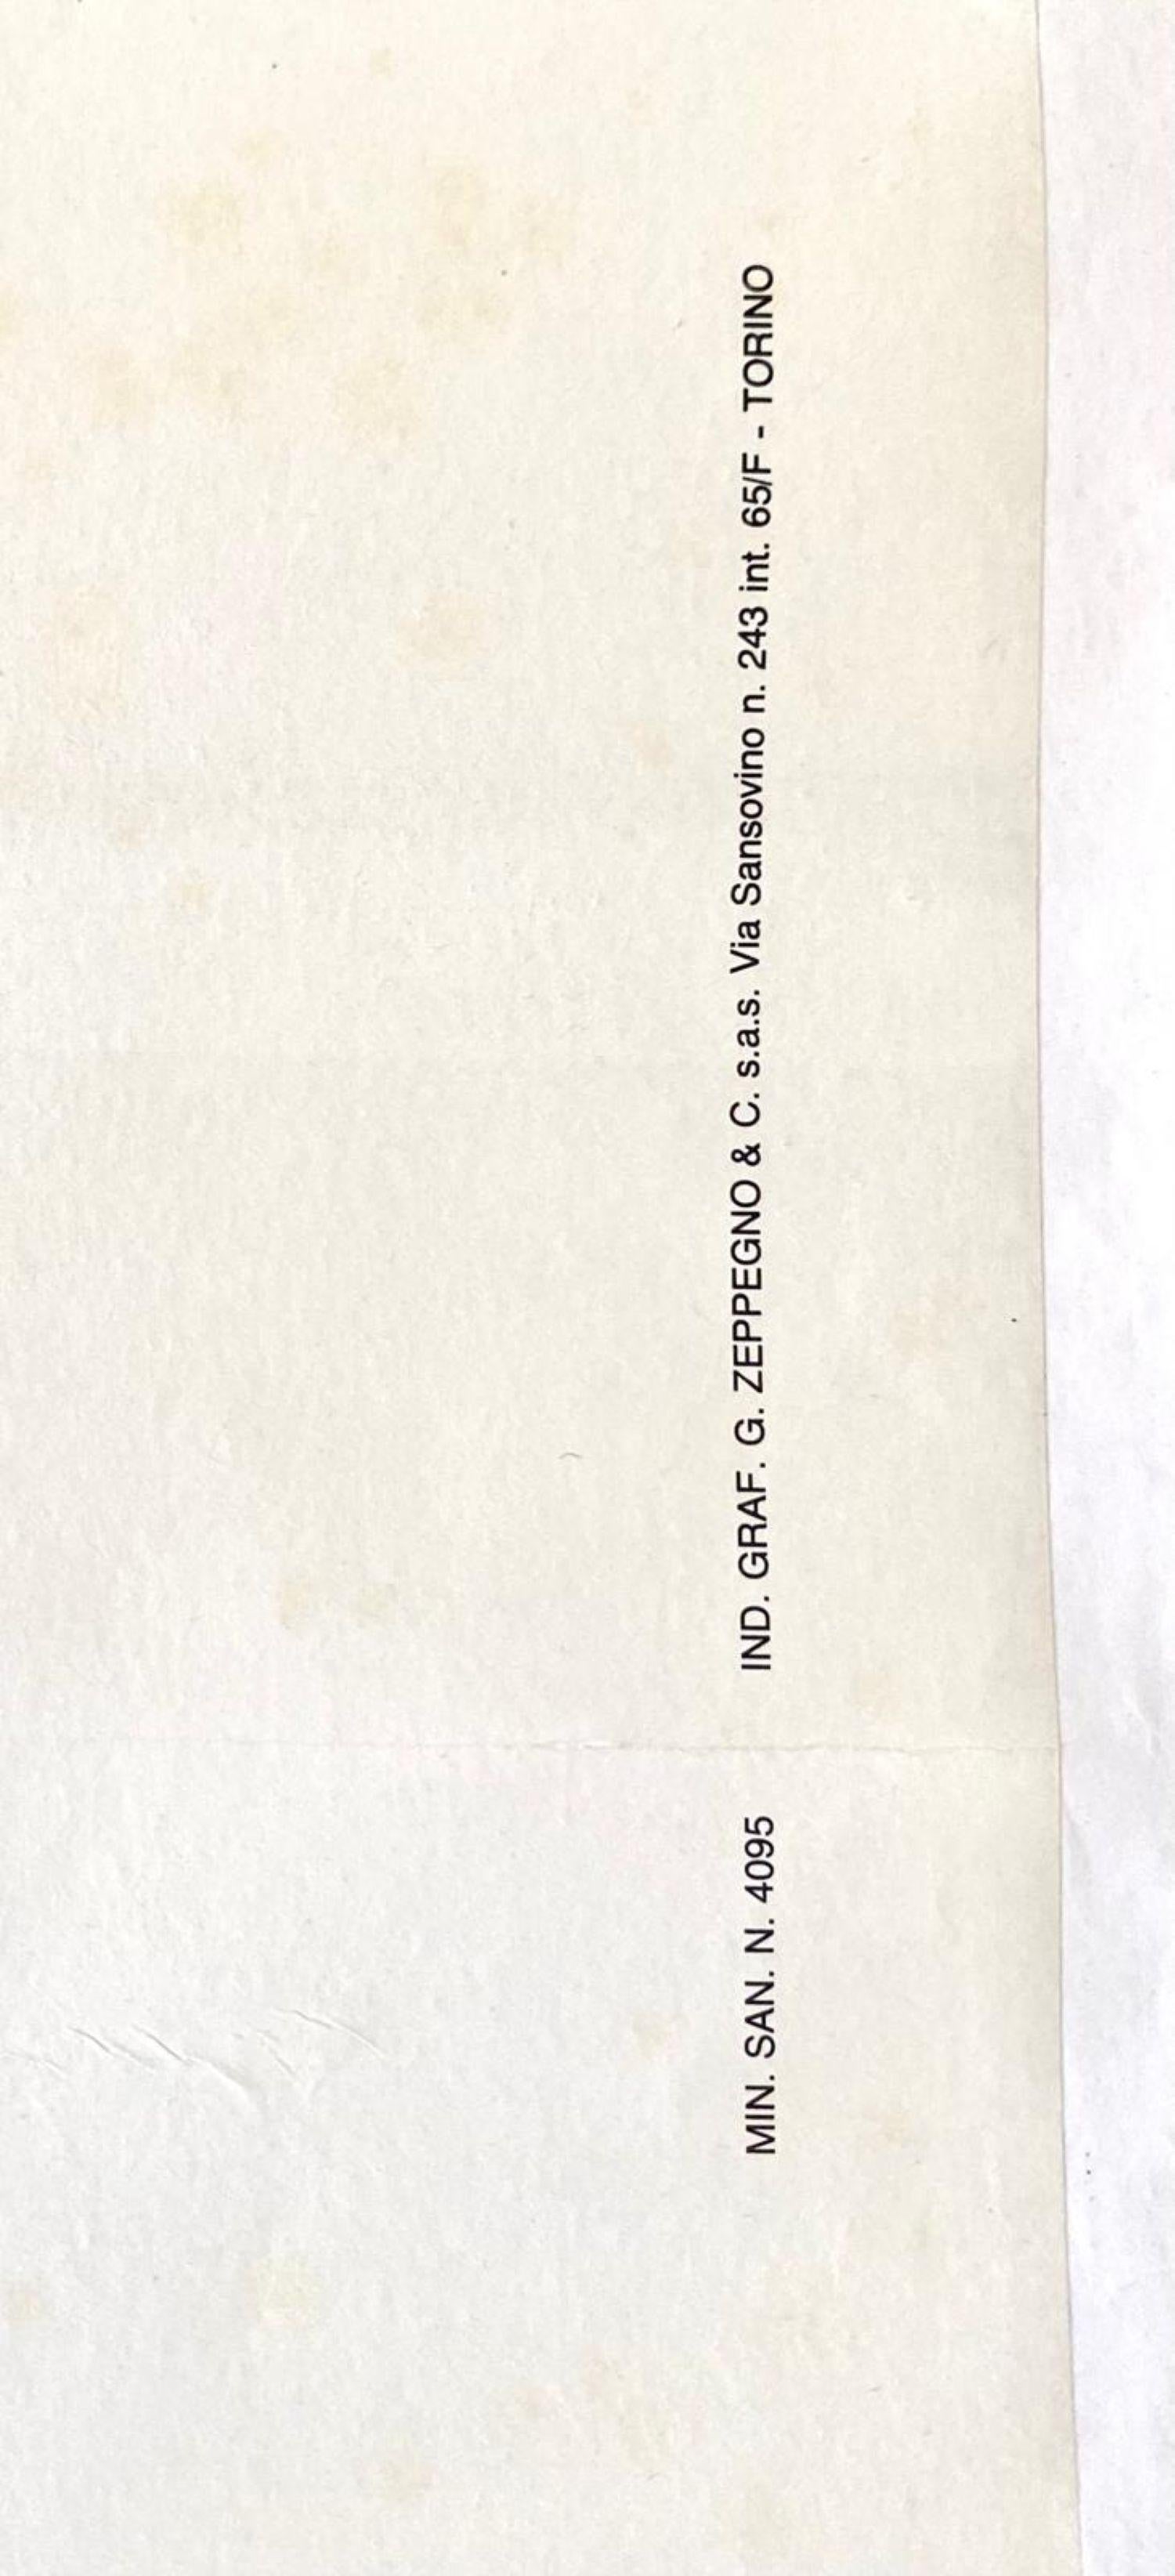 MIN. SAN. N. 4095 IND. GRAF. G. ZEPPEGNO & C. s.a.s. Via Sansovino n. 243 int. 65/F - TORINO